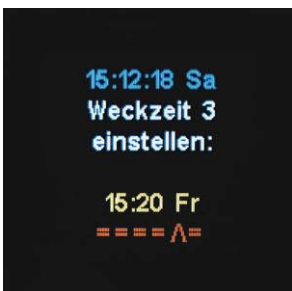 15:12:18 Sa
Weckzeit 3
einstellen:
15:20 Fr
====Λ=